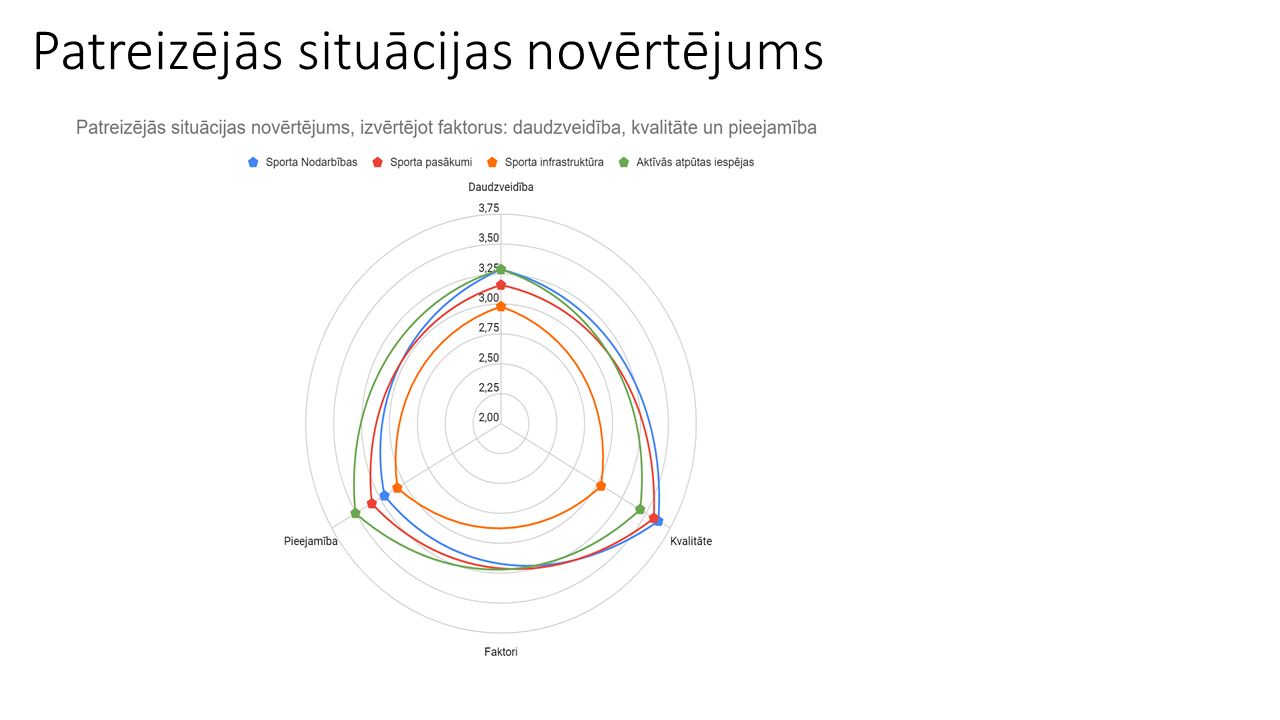 Patreizējās situācijas novērtējums
Patreizējās situācijas novērtējums, izvērtējot faktorus: daudzveidība, kvalitāte un pieejamība
Sporta Nodarbības Sporta pasākumi Sporta infrastruktūra Aktīvās atpūtas iespējas
Daudzveidība
3,75
3,50
3,25
3,00
2,75
2,50
2,25
2,00
Pieejamība Kvalitāte
Faktori